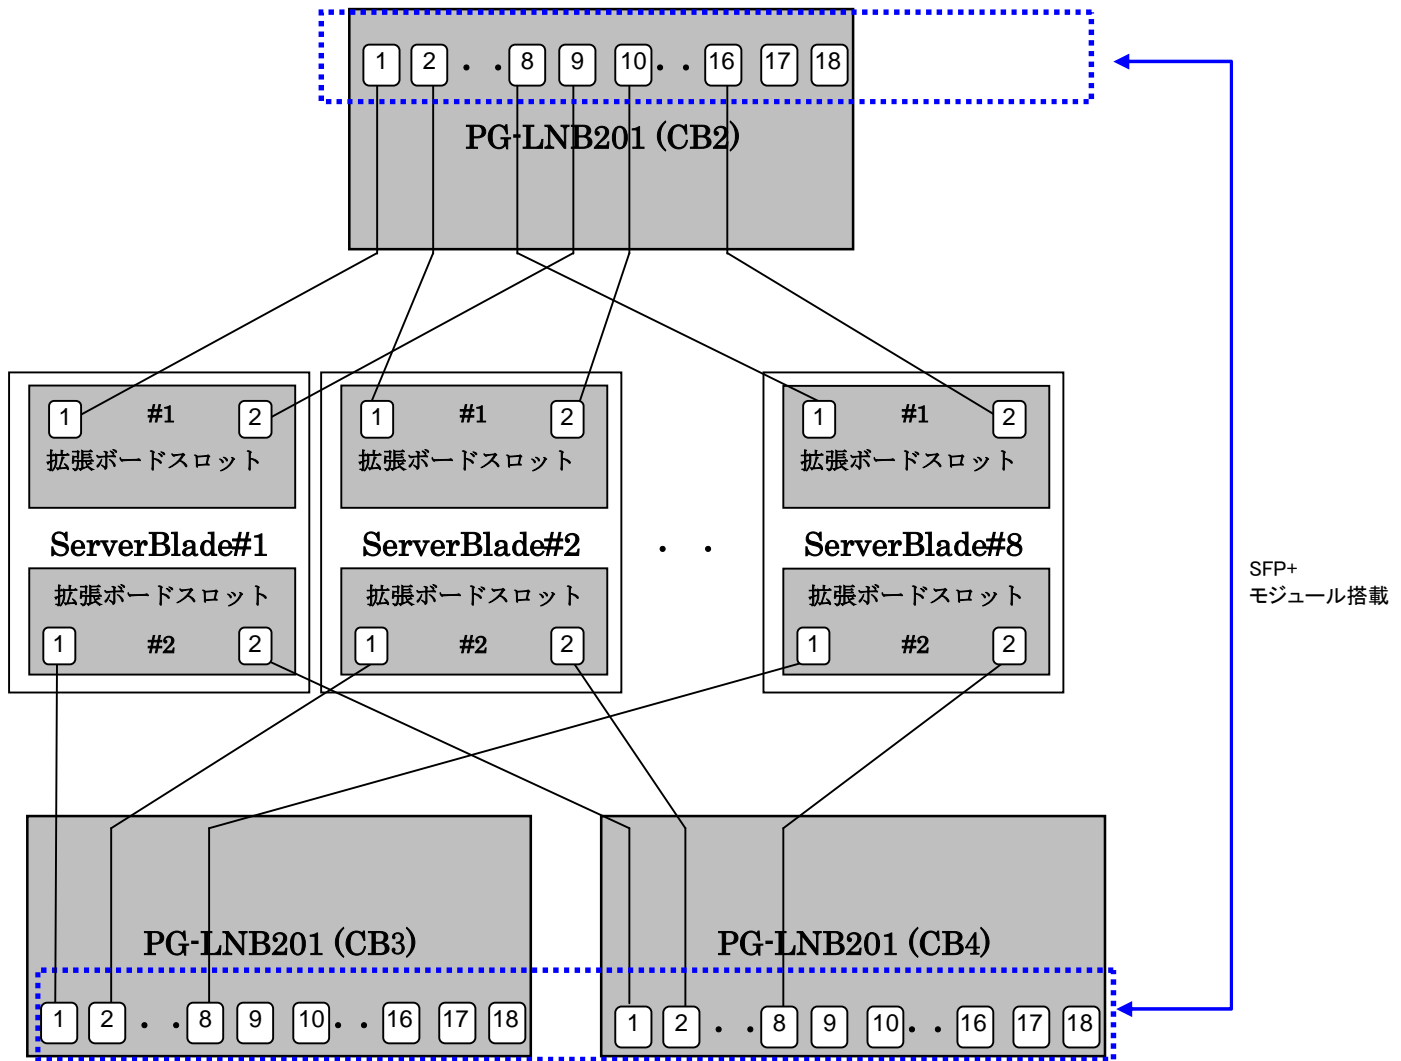 1 2 ・ ・ 8 9 10 ・ ・ 16 17 18
PG-LNB201 (CB2)
1 #1 2
拡張ボードスロット
ServerBlade#1
拡張ボードスロット
1 #2 2
1 #1 2
拡張ボードスロット
ServerBlade#2
拡張ボードスロット
1 #2 2
・ ・
1 #1 2
拡張ボードスロット
ServerBlade#8
拡張ボードスロット
1 #2 2
SFP+
モジュール搭載
PG-LNB201 (CB3)
1 2 ・ ・ 8 9 10 ・ ・ 16 17 18
PG-LNB201 (CB4)
1 2 ・ ・ 8 9 10 ・ ・ 16 17 18